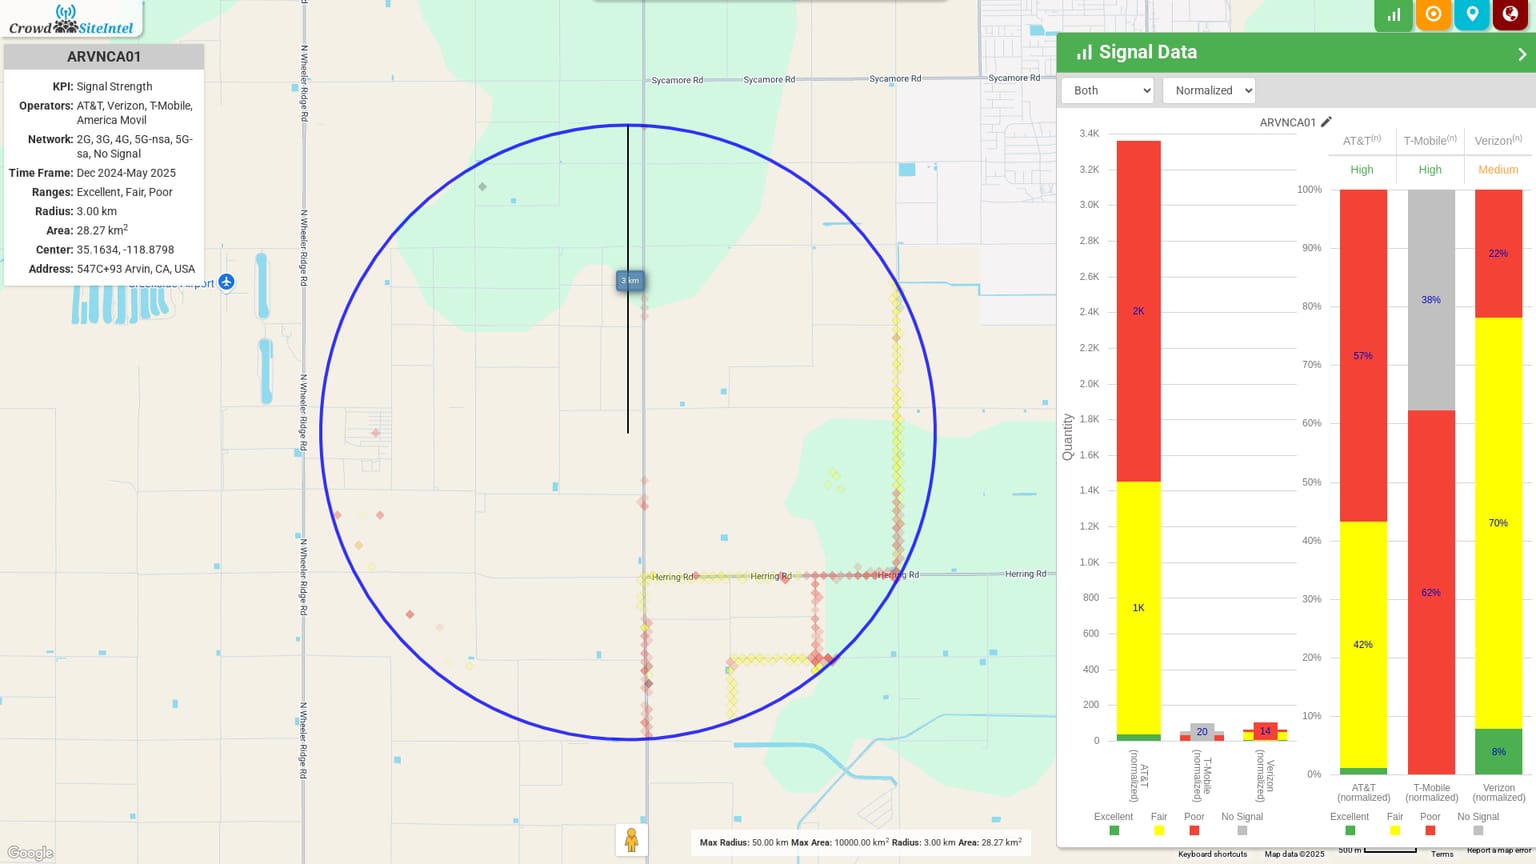 Crowd SiteIntel
ARVNCA01
KPI: Signal Strength
Operators: AT&T, Verizon, T-Mobile,
America Movil
Network: 2G, 3G, 4G, 5G-nsa, 5G-
sa, No Signal
Time Frame: Dec 2024-May 2025
Ranges: Excellent, Fair, Poor
Radius: 3.00 km
Area: 28.27 km2
Center: 35.1634, -118.8798
Address: 547C+93 Arvin, CA, USA
N Wheeler Ridge Rd
N Wheeler Ridge Rd
N Wheeler Ridge Rd
N Wheeler Ridge Rd
N Wheeler Ridge Rd
Sycamore Rd
Sycamore Rd
Sycamore Rd
Sycamore Rd
3 km
Herring Rd
Herring Rd
Herring Rd
Herring Rd
Google
Max Radius: 50.00 km Max Area: 10000.00 km2 Radius: 3.00 km Area: 28.27 km2
Signal Data
Both
Normalized
ARVNCA01
Quantity
3.4K
3.2K
3.0K
2.8K
2.6K
2.4K
2.2K
2.0K
1.8K
1.6K
1.4K
1.2K
1.0K
800
600
400
200
0
2K
1K
20
14
AT&T
(normalized)
T-Mobile
(normalized)
Verizon
(normalized)
Excellent
Fair
Poor
No Signal
AT&T(n)
T-Mobile(n)
Verizon(n)
High
High
Medium
100%
90%
80%
70%
60%
50%
40%
30%
20%
10%
0%
57%
42%
38%
62%
22%
70%
8%
AT&T
(normalized)
T-Mobile
(normalized)
Verizon
(normalized)
Excellent
Fair
Poor
No Signal
Keyboard shortcuts
Map data ©2025
500 m
Terms
Report a map error